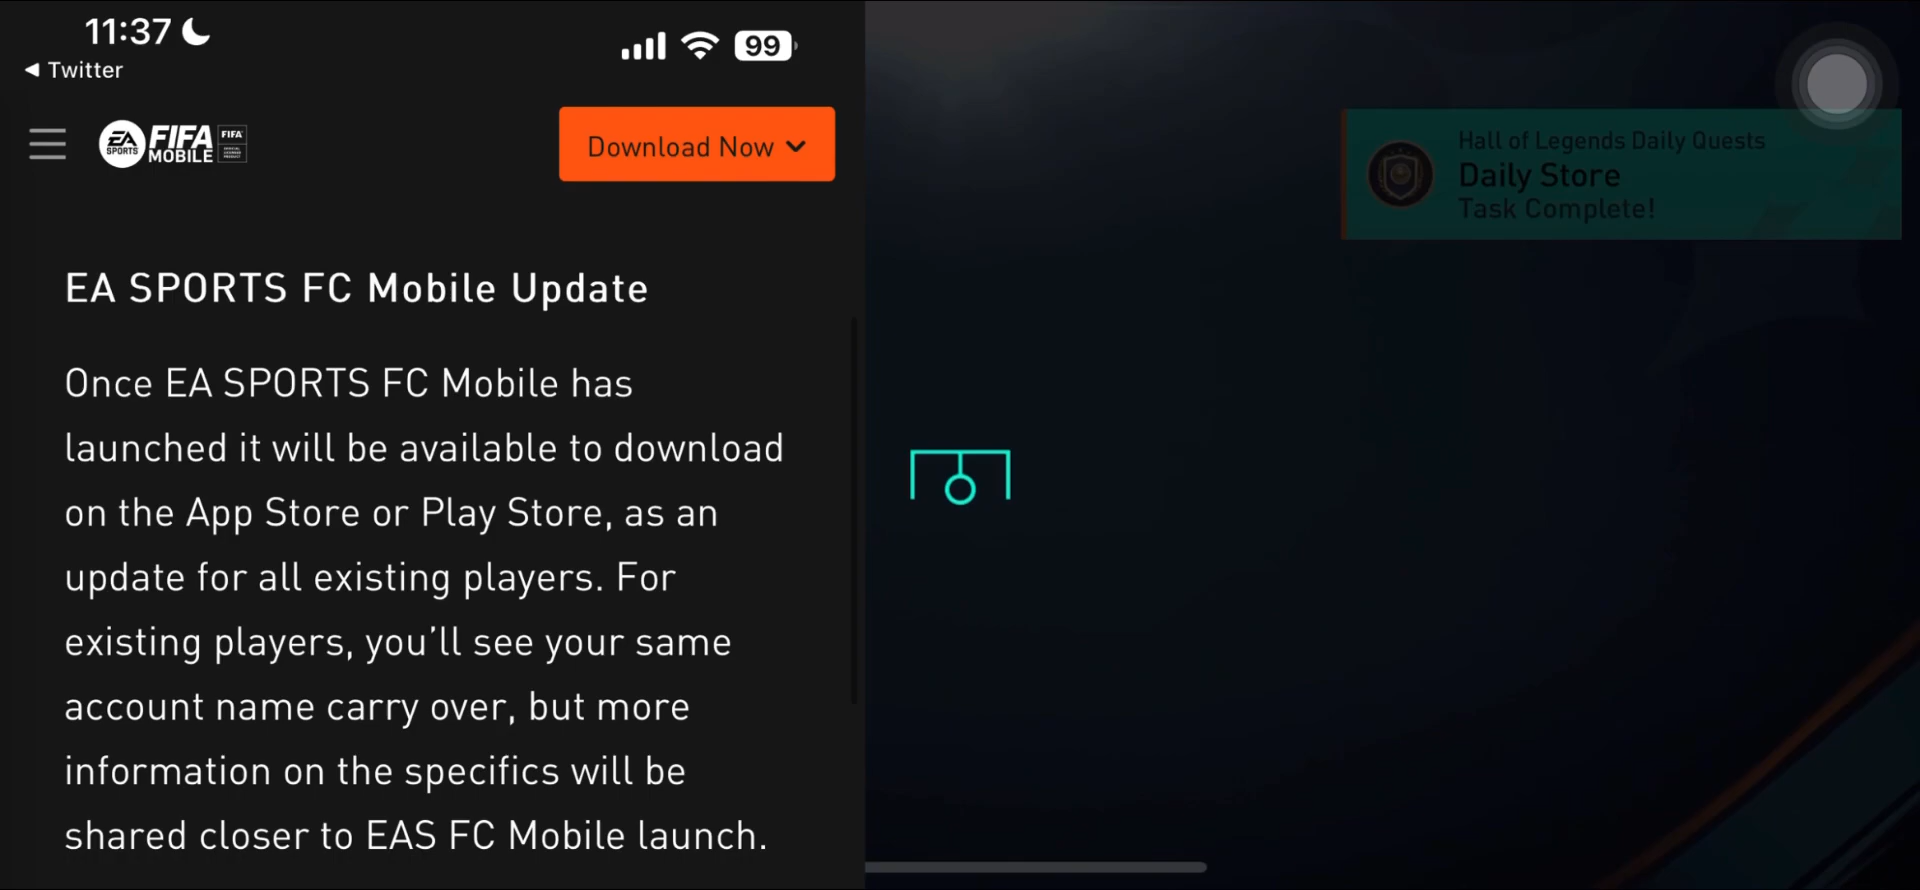 11:37
99
◀ Twitter
EA SPORTS FIFA MOBILE FIFA
Download Now
EA SPORTS FC Mobile Update
Once EA SPORTS FC Mobile has
launched it will be available to download
on the App Store or Play Store, as an
update for all existing players. For
existing players, you’ll see your same
account name carry over, but more
information on the specifics will be
shared closer to EAS FC Mobile launch.
Hall of Legends Daily Quests
Daily Store
Task Complete!